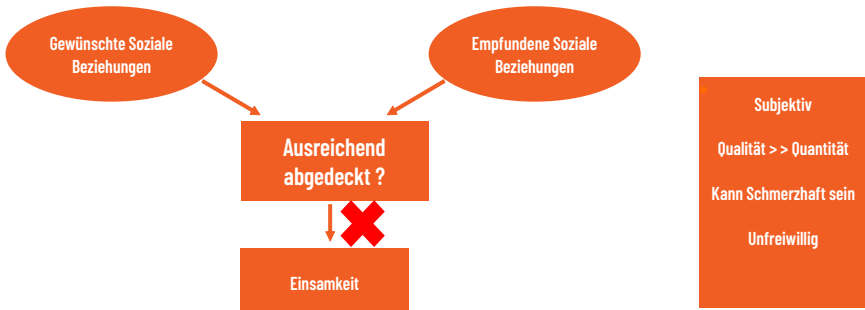 Gewünschte Soziale
Beziehungen
Empfundene Soziale
Beziehungen
Ausreichend
abgedeckt ?
Einsamkeit
Subjektiv
Qualität > > Quantität
Kann Schmerzhaft sein
Unfreiwillig